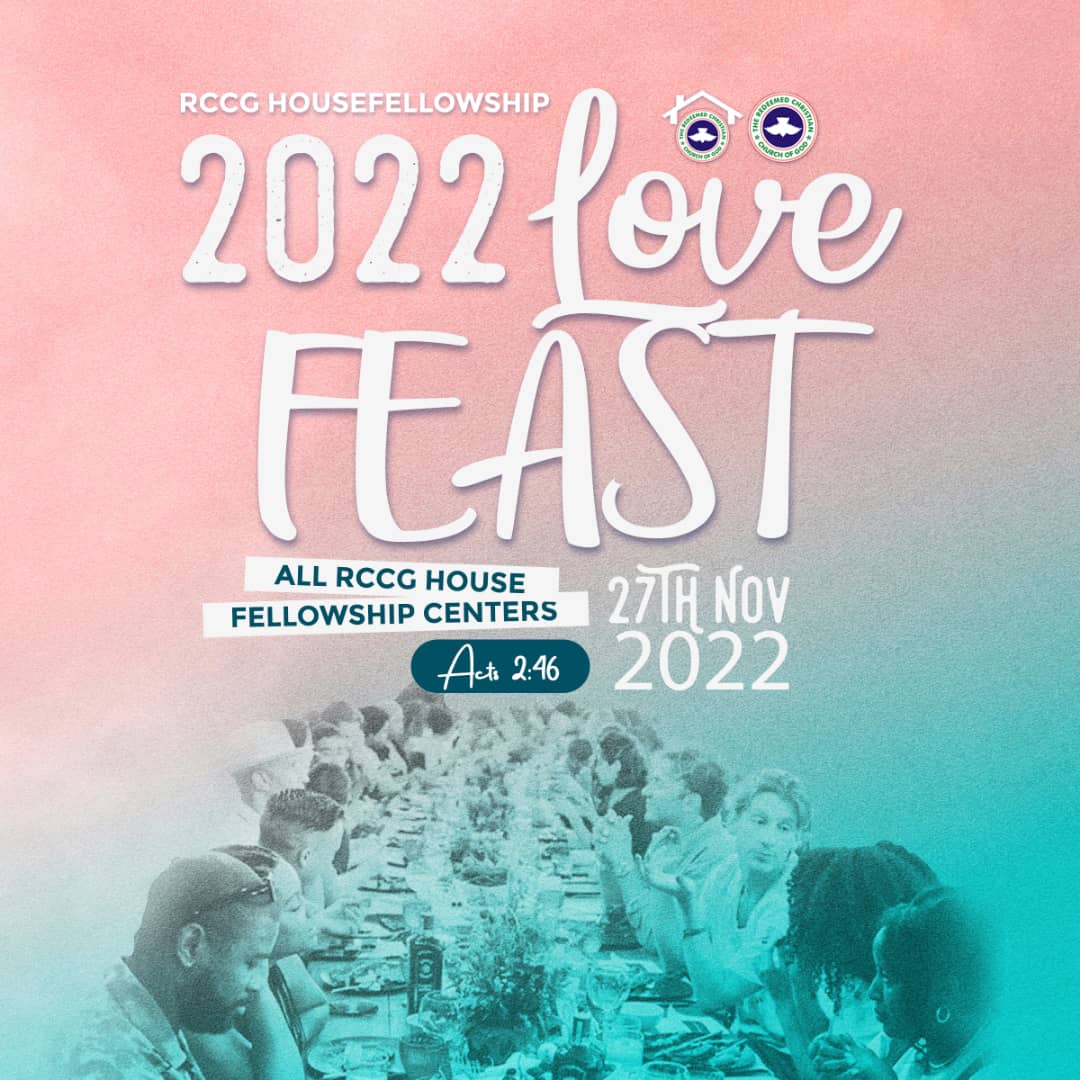 RCCG HOUSEFELLOWSHIP
2022 Love
FEAST
THE REDEEMED CHRISTIAN
CHURCH OF GOD
THE REDEEMED CHRISTIAN
CHURCH OF GOD
ALL RCCG HOUSE
FELLOWSHIP CENTERS
27TH NOV
2022
Acts 2:46